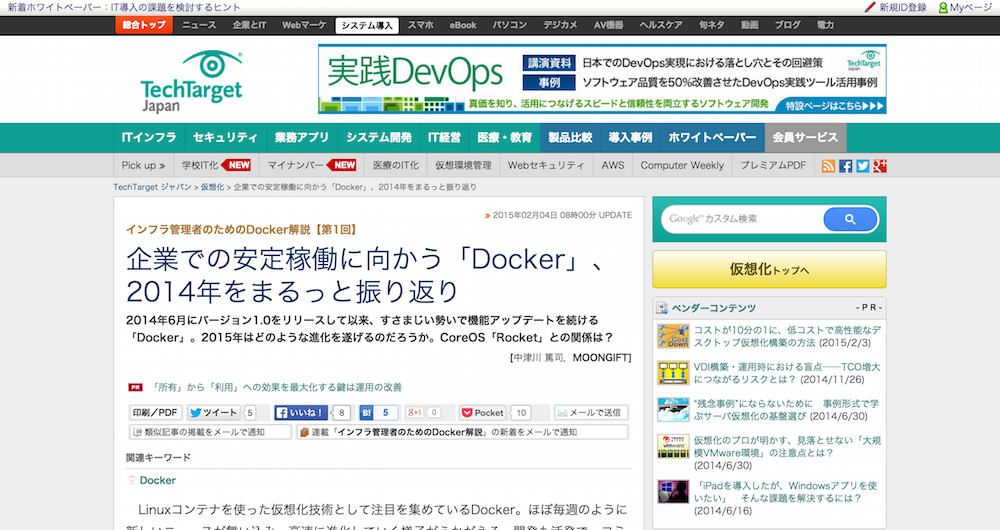 新着ホワイトペーパー：IT導入の課題を検討するヒント
新規ID登録 Myページ
総合トップ ニュース 企業とIT Webマーケ システム導入 スマホ eBook パソコン デジカメ AV機器 ヘルスケア 旬ネタ 動画 ブログ 電力
TechTarget
Japan
実践DevOps
講演資料 日本でのDevOps実現における落とし穴とその回避策
事例 ソフトウェア品質を50%改善させたDevOps実践ツール活用事例
TechTarget
Japan
真価を知り、活用につなげるスピードと信頼性を両立するソフトウェア開発 特設ページはこちら▶▶▶
ITインフラ セキュリティ 業務アプリ システム開発 IT経営 医療・教育 製品比較 導入事例 ホワイトペーパー 会員サービス
Pick up » 学校IT化 NEW マイナンバー NEW 医療のIT化 仮想環境管理 Webセキュリティ AWS Computer Weekly プレミアムPDF
TechTarget ジャパン > 仮想化 > 企業での安定稼働に向かう「Docker」、2014年をまるっと振り返り
» 2015年02月04日 08時00分 UPDATE
インフラ管理者のためのDocker解説【第1回】
企業での安定稼働に向かう「Docker」、
2014年をまるっと振り返り
2014年6月にバージョン1.0をリリースして以来、すさまじい勢いで機能アップデートを続ける
「Docker」。2015年はどのような進化を遂げるのだろうか。CoreOS「Rocket」との関係は？
[中津川 篤司，MOONGIFT]
PR 「所有」から「利用」への効果を最大化する鍵は運用の改善
印刷／PDF ツイート 5 いいね！ 8 B! 5 g+1 0 Pocket 10 メールで送信
類似記事の掲載をメールで通知 連載「インフラ管理者のためのDocker解説」の新着をメールで通知
関連キーワード
Docker
Linuxコンテナを使った仮想化技術として注目を集めているDocker。ほぼ毎週のように
新しいニュースが舞い込み、高速に進化していく様子がうかがえる。開発も活発で、コミ
Google™ カスタム検索
仮想化トップへ
ベンダーコンテンツ - PR -
Cost Down
コストが10分の1に、低コストで高性能なデ
スクトップ仮想化構築の方法 (2015/2/3)
VDI構築・運用時における盲点――TCO増大
につながるリスクとは？ (2014/11/26)
“残念事例”にならないために 事例形式で学
ぶサーバ仮想化の基盤選び (2014/6/30)
仮想化のプロが明かす、見落とせない「大規
模VMware環境」の注意点とは？
(2014/6/30)
「iPadを導入したが、Windowsアプリを使
いたい」 そんな課題を解決するには？
(2014/6/16)